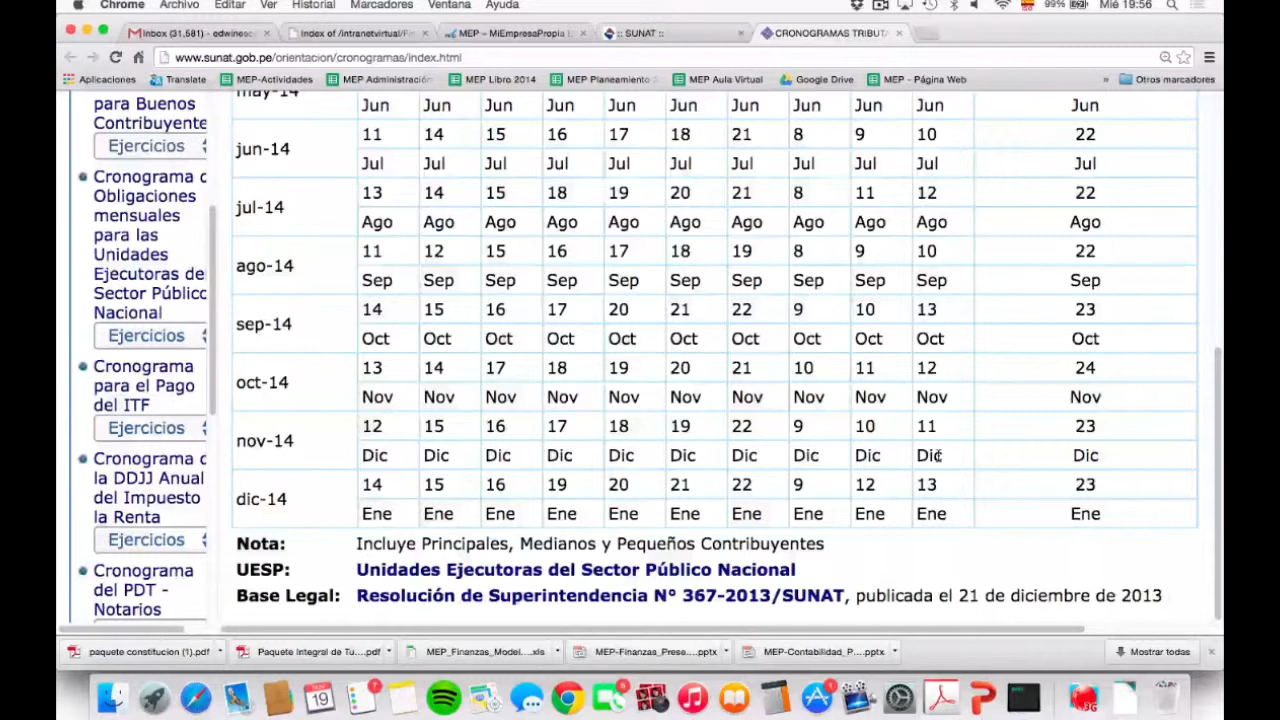 Chrome Archivo Editar Ver Historial Marcadores Ventana Ayuda 99% Mié 19:56
Inbox (31,581) - edwinesc Index of /intranetvirtual/Fi MEP – MiEmpresaPropia :: SUNAT :: CRONOGRAMAS TRIBUTA
www.sunat.gob.pe/orientacion/cronogramas/index.html
Aplicaciones Translate MEP-Actividades MEP Administración MEP Libro 2014 MEP Planeamiento MEP Aula Virtual Google Drive MEP - Página Web » Otros marcadores
para Buenos
Contribuyente
Ejercicios
Cronograma d
Obligaciones
mensuales
para las
Unidades
Ejecutoras de
Sector Público
Nacional
Ejercicios
Cronograma
para el Pago
del ITF
Ejercicios
Cronograma d
la DDJJ Anual
del Impuesto
la Renta
Ejercicios
Cronograma
del PDT -
Notarios
may-14
Jun Jun Jun Jun Jun Jun Jun Jun Jun Jun Jun
jun-14
11 14 15 16 17 18 21 8 9 10 22
Jul Jul Jul Jul Jul Jul Jul Jul Jul Jul Jul
jul-14
13 14 15 18 19 20 21 8 11 12 22
Ago Ago Ago Ago Ago Ago Ago Ago Ago Ago Ago
ago-14
11 12 15 16 17 18 19 8 9 10 22
Sep Sep Sep Sep Sep Sep Sep Sep Sep Sep Sep
sep-14
14 15 16 17 20 21 22 9 10 13 23
Oct Oct Oct Oct Oct Oct Oct Oct Oct Oct Oct
oct-14
13 14 17 18 19 20 21 10 11 12 24
Nov Nov Nov Nov Nov Nov Nov Nov Nov Nov Nov
nov-14
12 15 16 17 18 19 22 9 10 11 23
Dic Dic Dic Dic Dic Dic Dic Dic Dic Dic Dic
dic-14
14 15 16 19 20 21 22 9 12 13 23
Ene Ene Ene Ene Ene Ene Ene Ene Ene Ene Ene
Nota: Incluye Principales, Medianos y Pequeños Contribuyentes
UESP: Unidades Ejecutoras del Sector Público Nacional
Base Legal: Resolución de Superintendencia N° 367-2013/SUNAT, publicada el 21 de diciembre de 2013
paquete constitucion (1).pdf Paquete Integral de Tu....pdf MEP_Finanzas_Model....xls MEP-Finanzas_Prese....pptx MEP-Contabilidad_P....pptx Mostrar todas
NOV
19
3G